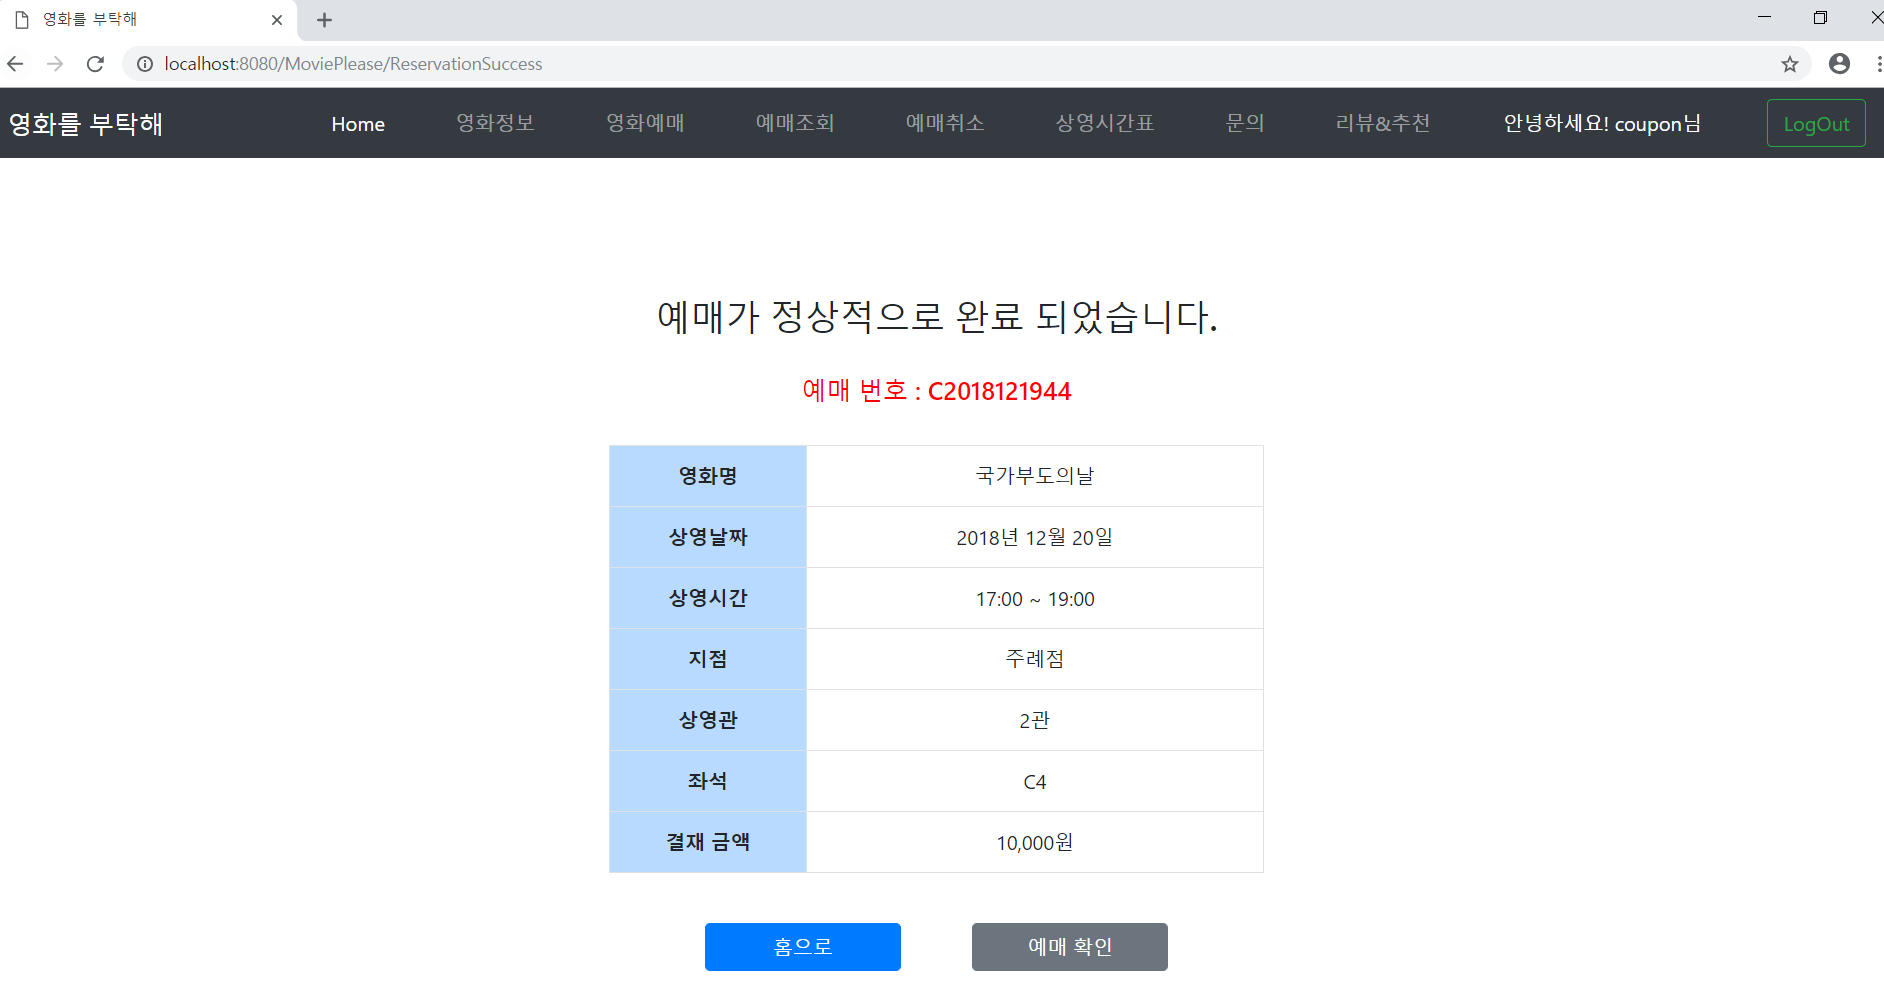 영화를 부탁해
localhost:8080/MoviePlease/ReservationSuccess
영화를 부탁해 Home 영화정보 영화예매 예매조회 예매취소 상영시간표 문의 리뷰&추천 안녕하세요! coupon님 LogOut
예매가 정상적으로 완료 되었습니다.
예매 번호 : C2018121944
영화명 국가부도의날
상영날짜 2018년 12월 20일
상영시간 17:00 ~ 19:00
지점 주례점
상영관 2관
좌석 C4
결재 금액 10,000원
홈으로 예매 확인